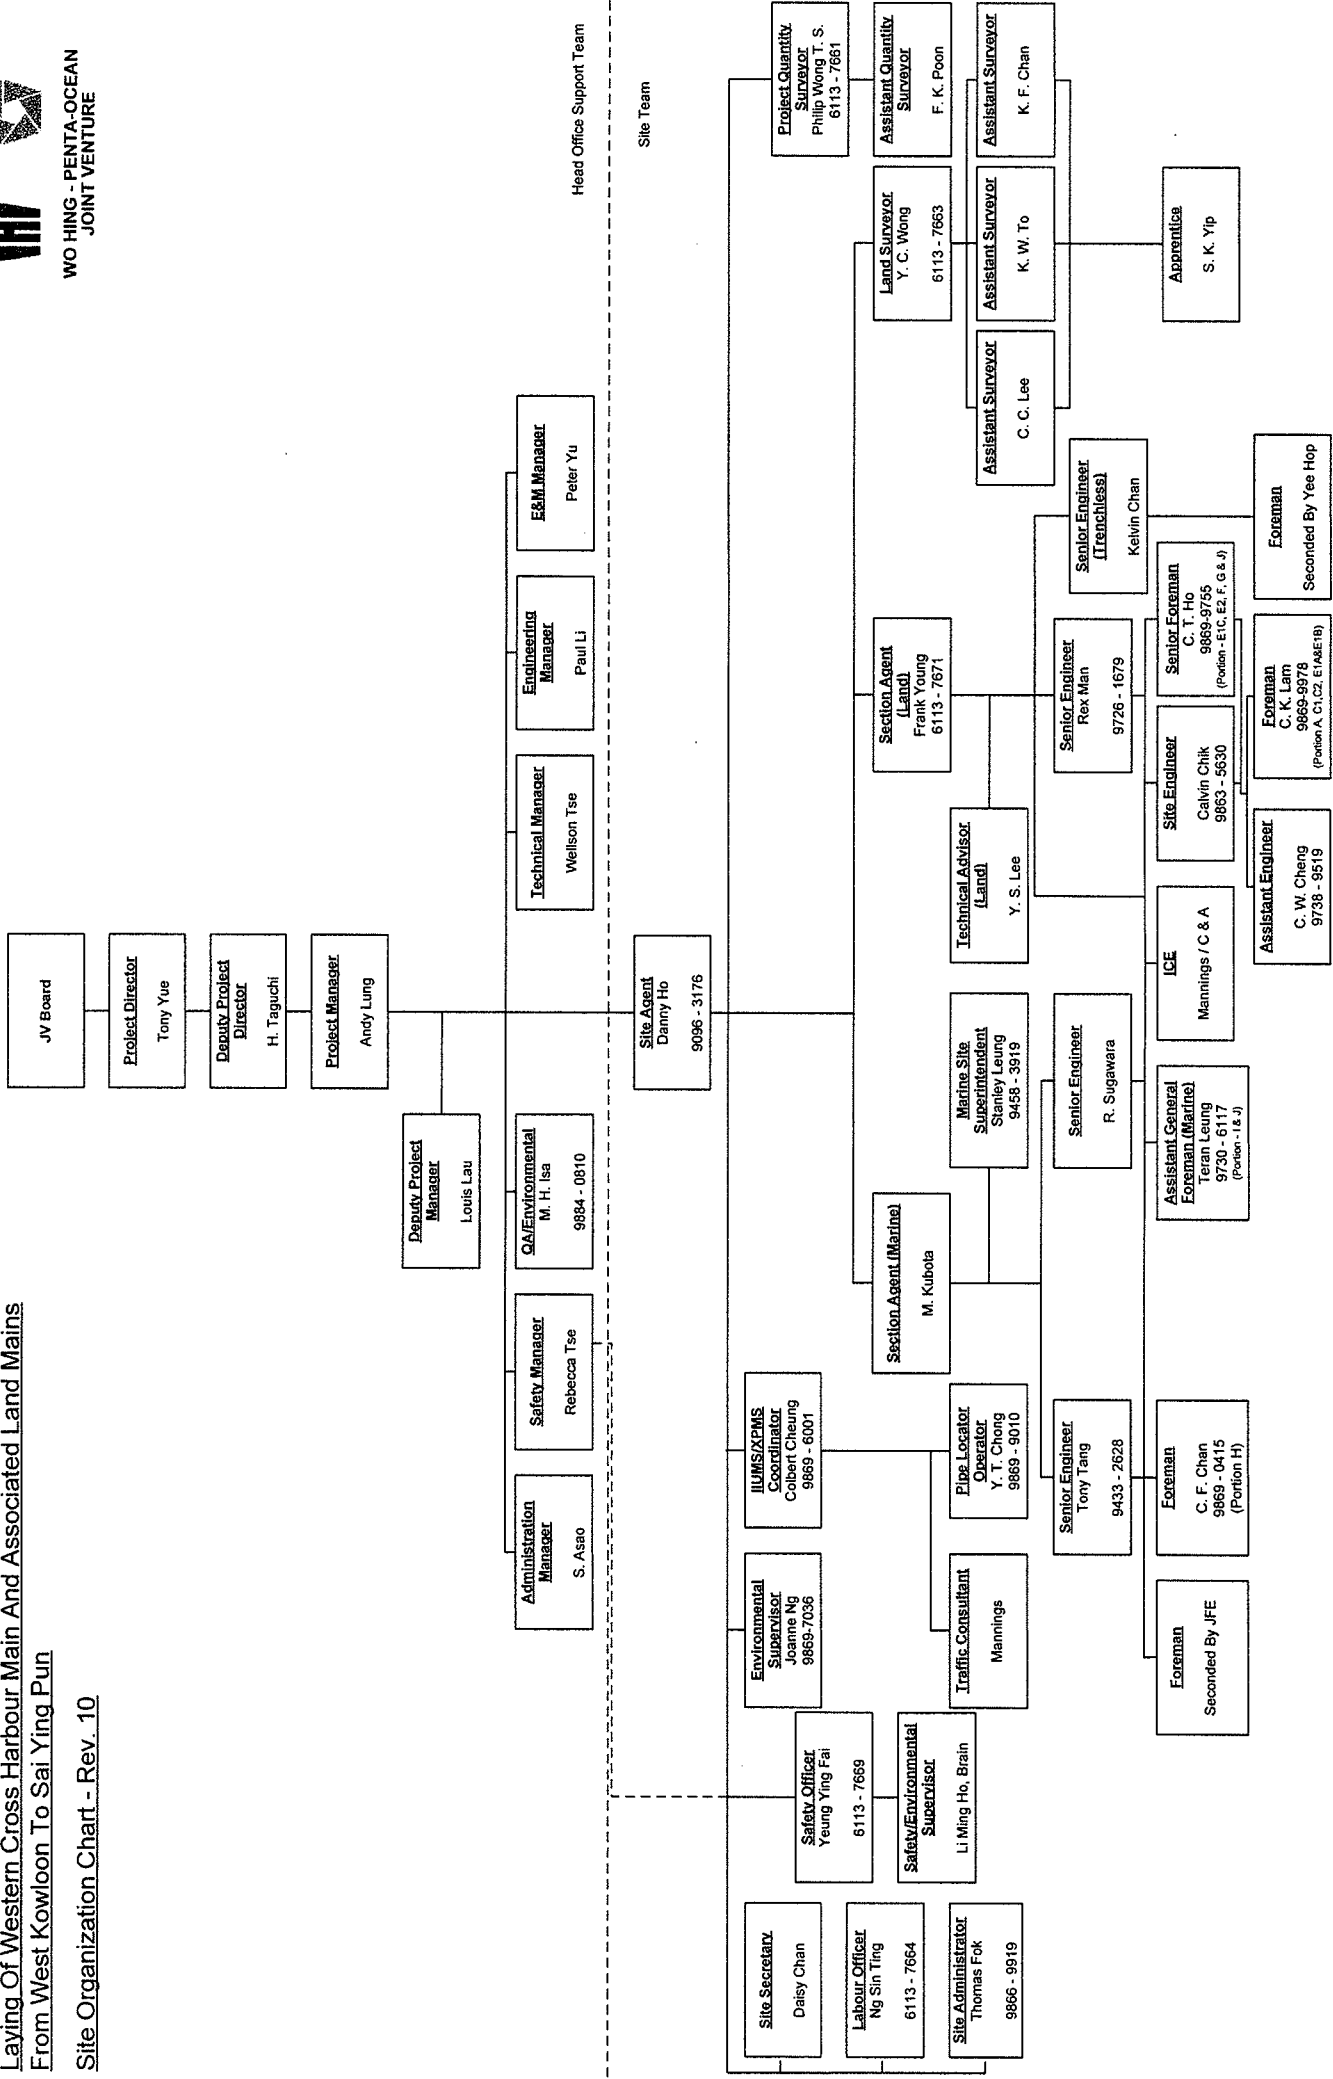 Laying Of Western Cross Harbour Main And Associated Land Mains
From West Kowloon To Sai Ying Pun
Site Organization Chart - Rev. 10
WO HING - PENTA-OCEAN
JOINT VENTURE
JV Board
Project Director
Tony Yue
Deputy Project
Director
H. Taguchi
Project Manager
Andy Lung
Deputy Project
Manager
Louis Lau
Administration
Manager
S. Asao
Safety Manager
Rebecca Tse
QA/Environmental
M. H. Isa
9884 - 0810
Technical Manager
Wellson Tse
Engineering
Manager
Paul Li
E&M Manager
Peter Yu
Head Office Support Team
Site Team
Site Agent
Danny Ho
9096 - 3176
Site Secretary
Daisy Chan
Labour Officer
Ng Sin Ting
6113 - 7664
Site Administrator
Thomas Fok
9866 - 9919
Safety Officer
Yeung Ying Fai
6113 - 7669
Safety/Environmental
Supervisor
Li Ming Ho, Brain
Environmental
Supervisor
Joanne Ng
9869-7036
IIUMS/XPMS
Coordinator
Colbert Cheung
9869 - 6001
Traffic Consultant
Mannings
Pipe Locator
Operator
Y. T. Chong
9869 - 9010
Project Quantity
Surveyor
Philip Wong T. S.
6113 - 7661
Assistant Quantity
Surveyor
F. K. Poon
Section Agent (Marine)
M. Kubota
Marine Site
Superintendent
Stanley Leung
9458 - 3919
Section Agent
(Land)
Frank Young
6113 - 7671
Technical Advisor
(Land)
Y. S. Lee
Land Surveyor
Y. C. Wong
6113 - 7663
Assistant Surveyor
C. C. Lee
Assistant Surveyor
K. W. To
Assistant Surveyor
K. F. Chan
Apprentice
S. K. Yip
Senior Engineer
Tony Tang
9433 - 2628
Senior Engineer
R. Sugawara
Senior Engineer
Rex Man
9726 - 1679
Senior Engineer
(Trenchless)
Kelvin Chan
Foreman
Seconded By JFE
Foreman
C. F. Chan
9869 - 0415
(Portion H)
Assistant General
Foreman (Marine)
Teran Leung
9730 - 6117
(Portion - I & J)
ICE
Mannings / C & A
Site Engineer
Calvin Chik
9863 - 5630
Senior Foreman
C. T. Ho
9869-9755
(Portion - E1C, E2, F, G & J)
Assistant Engineer
C. W. Cheng
9738 - 9519
Foreman
C. K. Lam
9869-9978
(Portion A, C1,C2, E1A&E1B)
Foreman
Seconded By Yee Hop